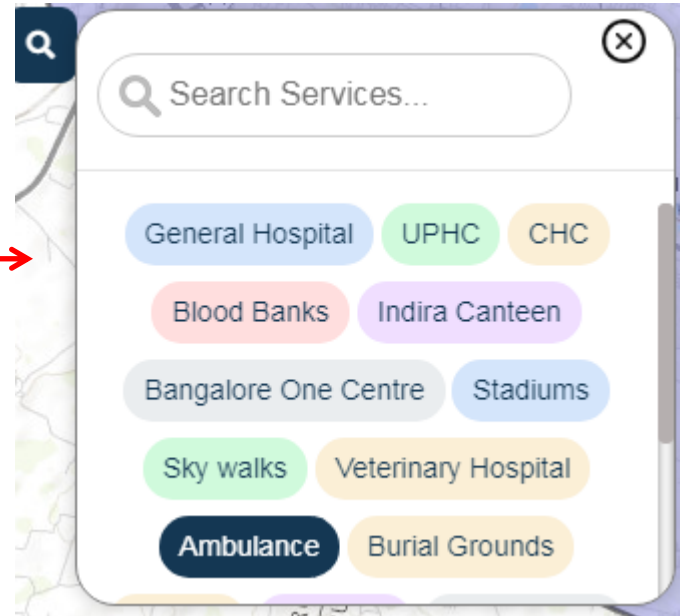 Search Services...
General Hospital UPHC CHC
Blood Banks Indira Canteen
Bangalore One Centre Stadiums
Sky walks Veterinary Hospital
Ambulance Burial Grounds